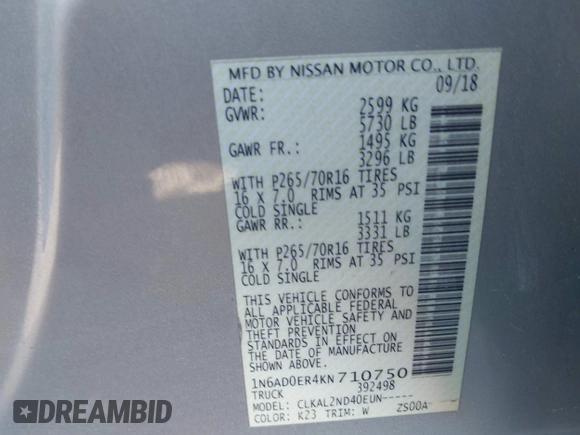 MFD BY NISSAN MOTOR CO., LTD.
DATE: 09/18
GVWR: 2599 KG
5730 LB
GAWR FR.: 1495 KG
3296 LB
WITH P265/70R16 TIRES
16 X 7.0 RIMS AT 35 PSI
COLD SINGLE
GAWR RR.: 1511 KG
3331 LB
WITH P265/70R16 TIRES
16 X 7.0 RIMS AT 35 PSI
COLD SINGLE
THIS VEHICLE CONFORMS TO
ALL APPLICABLE FEDERAL
MOTOR VEHICLE SAFETY AND
THEFT PREVENTION
STANDARDS IN EFFECT ON
THE DATE OF MANUFACTURE
SHOWN ABOVE.
1N6AD0ER4KN710750
TRUCK 392498
MODEL: CLKAL2ND40EUN-----
COLOR: K23 TRIM: W ZS00A
STATBID
REAL AUCTION PRICES